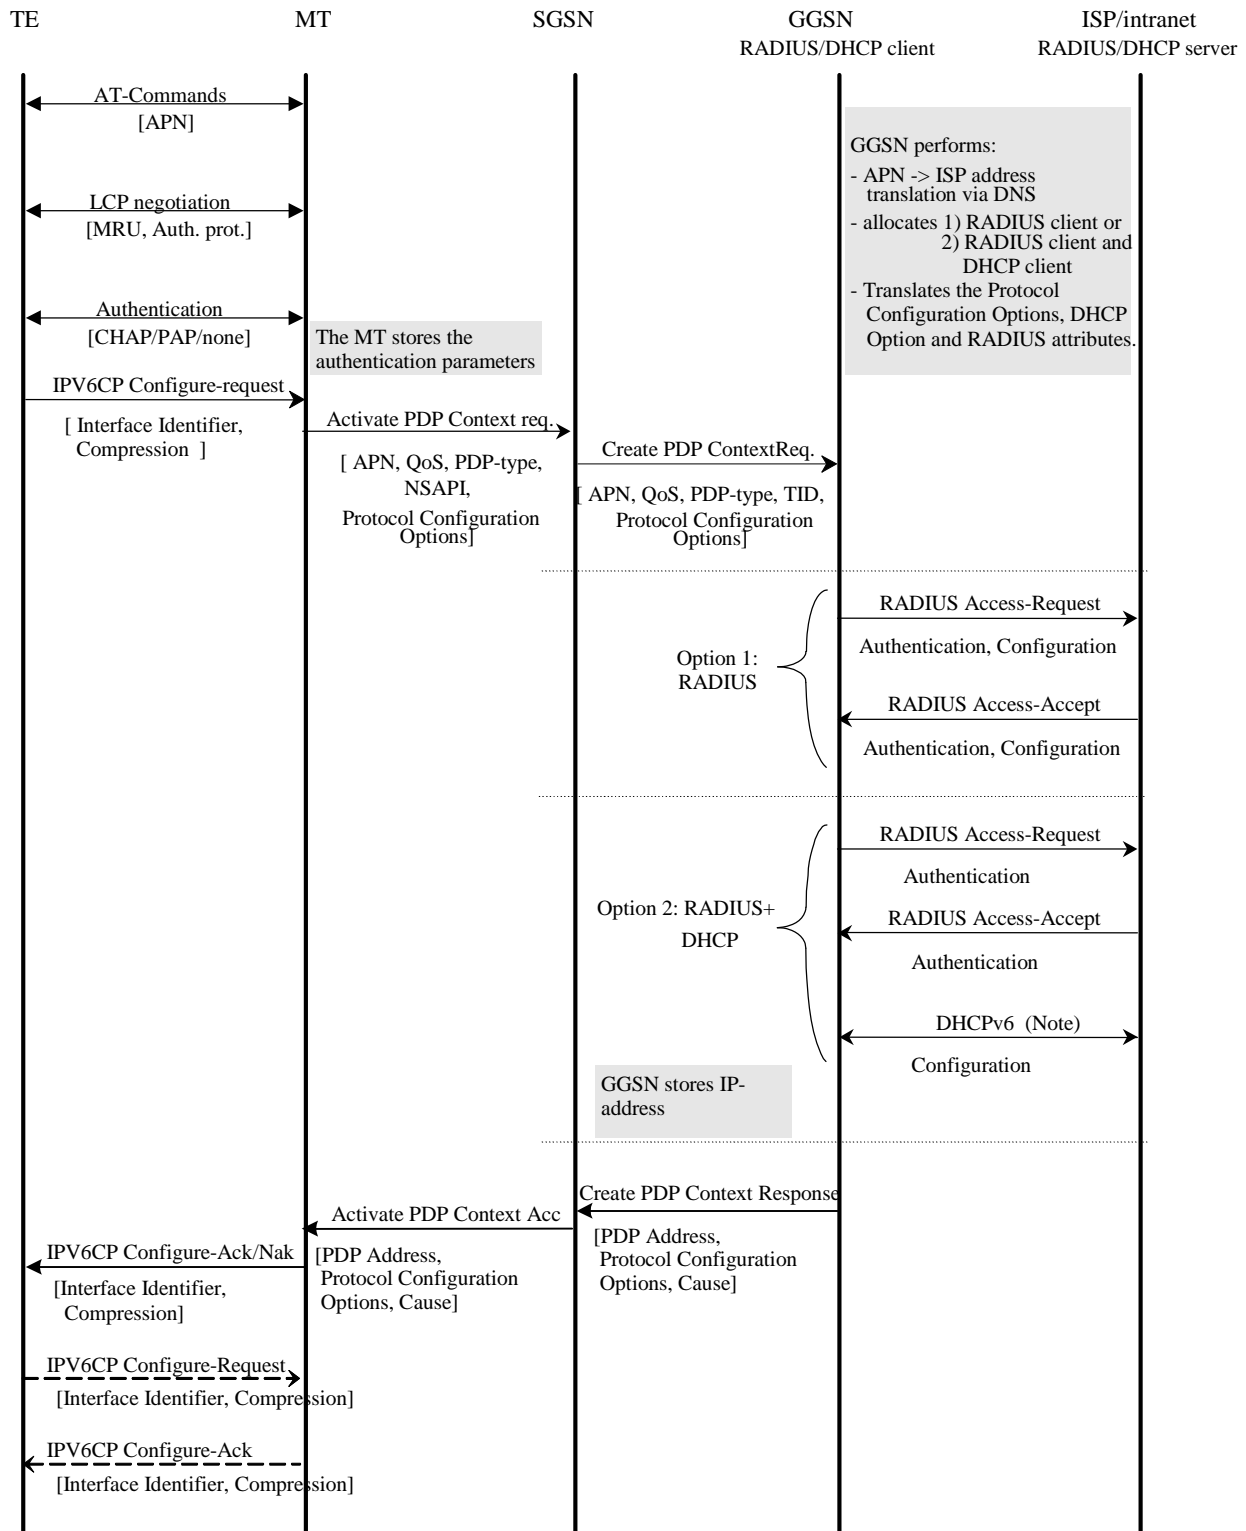 TE MT SGSN GGSN ISP/intranet
RADIUS/DHCP client RADIUS/DHCP server
AT-Commands
[APN]
GGSN performs:
- APN -> ISP address
translation via DNS
- allocates 1) RADIUS client or
2) RADIUS client and
DHCP client
- Translates the Protocol
Configuration Options, DHCP
Option and RADIUS attributes.
LCP negotiation
[MRU, Auth. prot.]
Authentication
[CHAP/PAP/none]
The MT stores the
authentication parameters
IPV6CP Configure-request
[ Interface Identifier,
Compression ]
Activate PDP Context req.
[ APN, QoS, PDP-type,
NSAPI,
Protocol Configuration
Options]
Create PDP ContextReq.
[ APN, QoS, PDP-type, TID,
Protocol Configuration
Options]
Option 1:
RADIUS
RADIUS Access-Request
Authentication, Configuration
RADIUS Access-Accept
Authentication, Configuration
Option 2: RADIUS+
DHCP
RADIUS Access-Request
Authentication
RADIUS Access-Accept
Authentication
DHCPv6 (Note)
Configuration
GGSN stores IP-
address
Create PDP Context Response
[PDP Address,
Protocol Configuration
Options, Cause]
Activate PDP Context Acc
[PDP Address,
Protocol Configuration
Options, Cause]
IPV6CP Configure-Ack/Nak
[Interface Identifier,
Compression]
IPV6CP Configure-Request
[Interface Identifier, Compression]
IPV6CP Configure-Ack
[Interface Identifier, Compression]